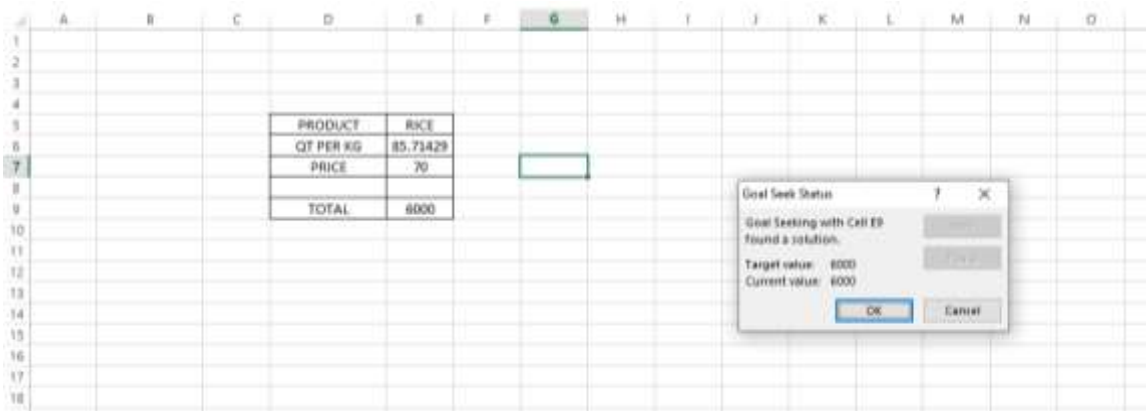 A B C D E F G H I J K L M N O
1
2
3
4
5 PRODUCT RICE
6 QT PER KG 85.71429
7 PRICE 70
8
9 TOTAL 6000
10
11
12
13
14
15
16
17
18
Goal Seek Status ? ×
Goal Seeking with Cell E9
found a solution.
Target value: 6000
Current value: 6000
OK Cancel